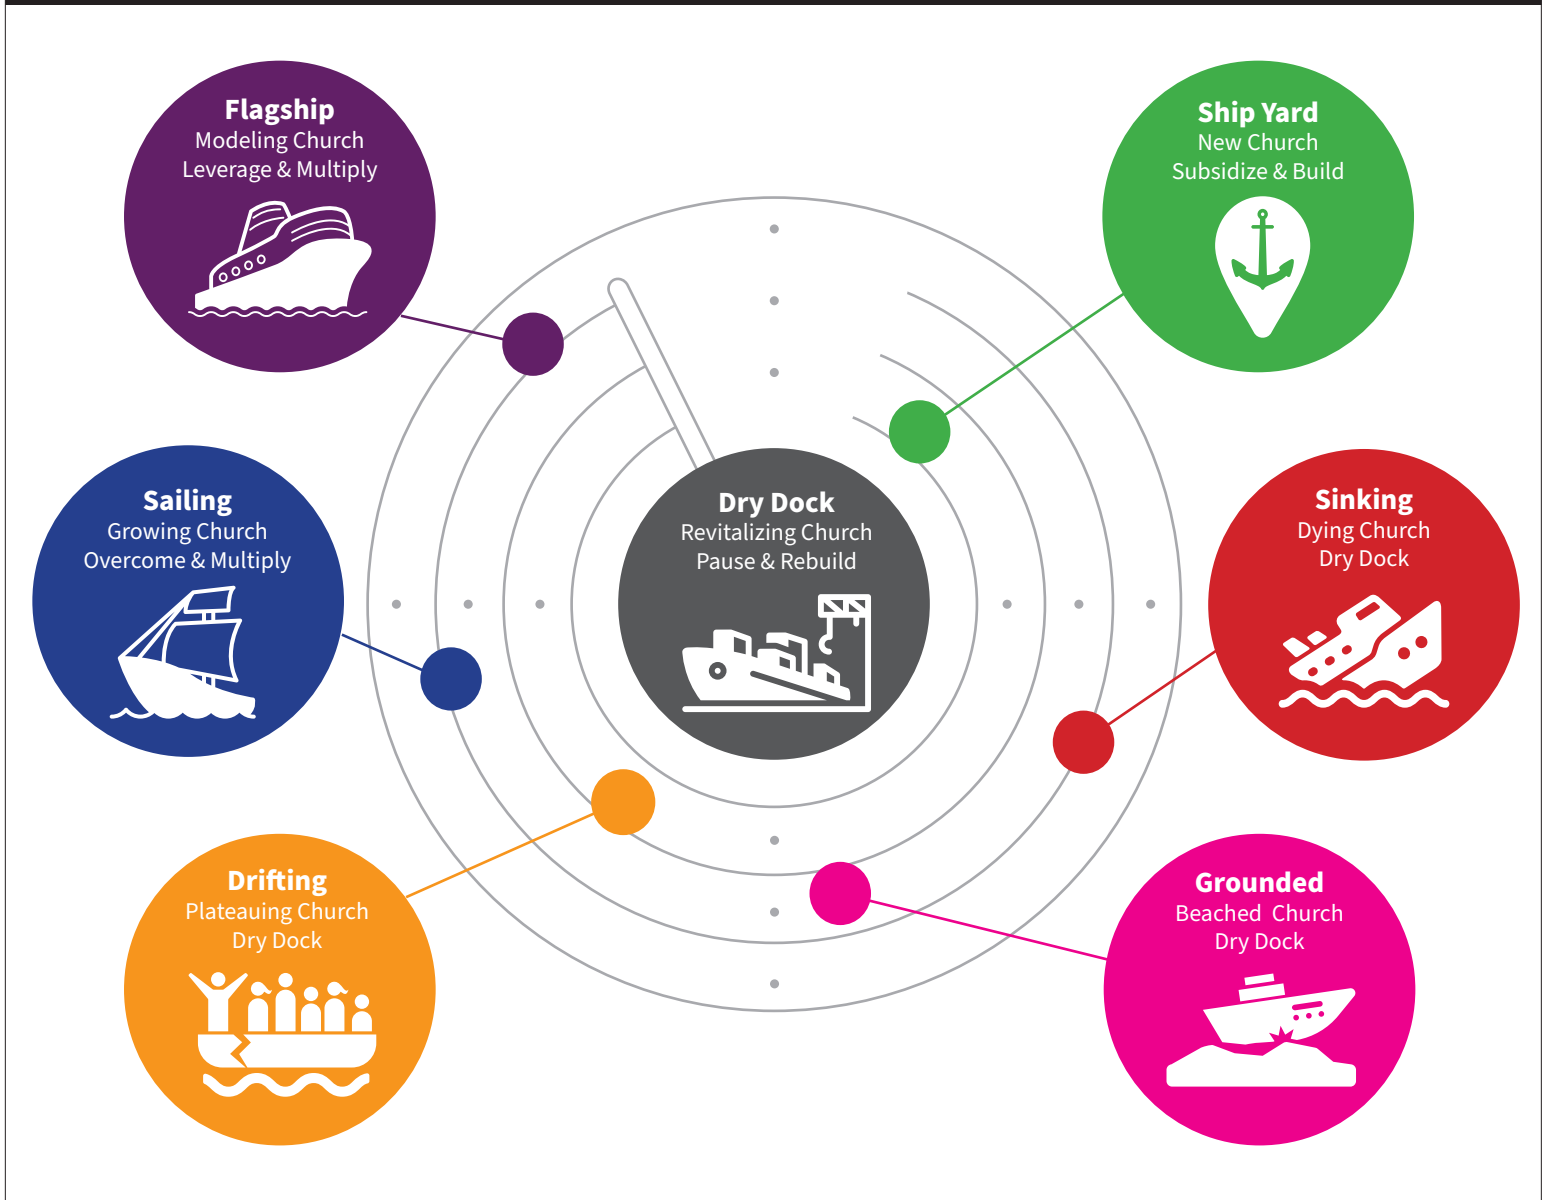 Flagship
Modeling Church
Leverage & Multiply
Ship Yard
New Church
Subsidize & Build
Sailing
Growing Church
Overcome & Multiply
Dry Dock
Revitalizing Church
Pause & Rebuild
Sinking
Dying Church
Dry Dock
Drifting
Plateauing Church
Dry Dock
Grounded
Beached  Church
Dry Dock